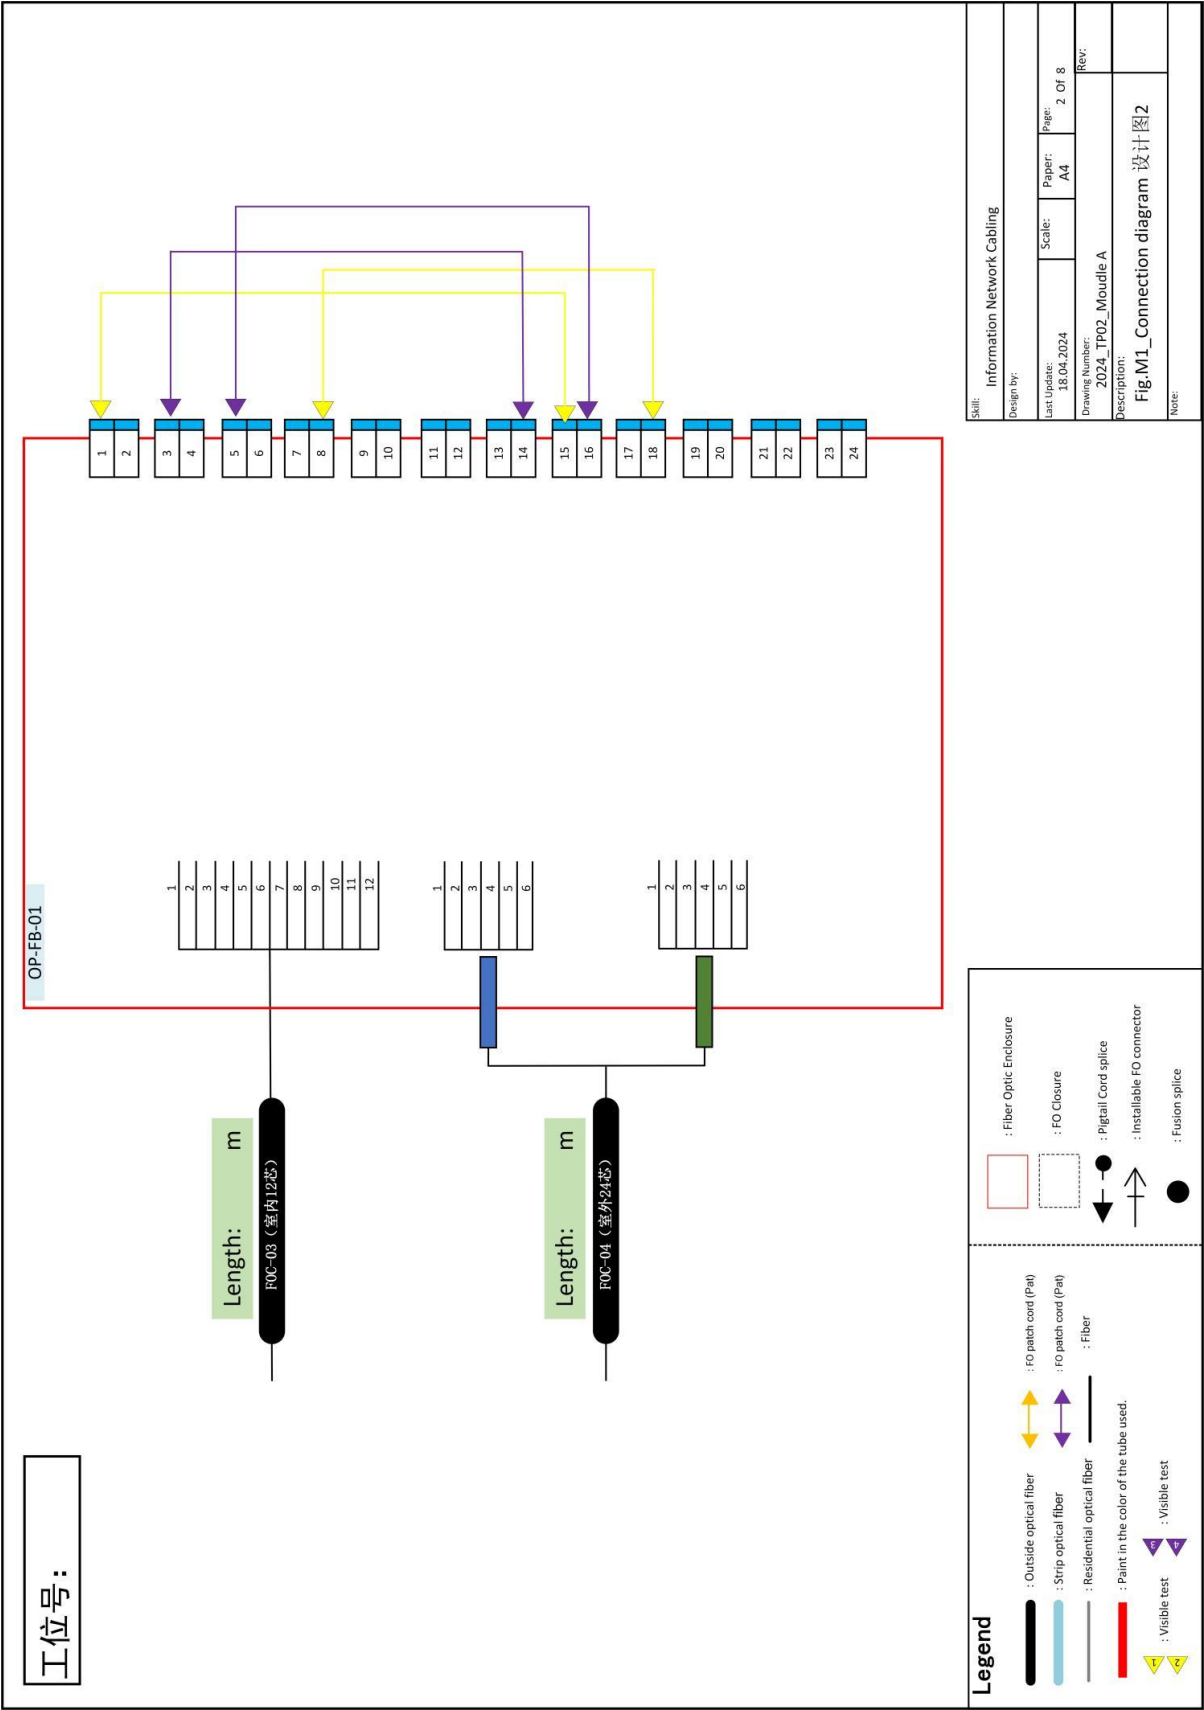 工位号:
OP-FB-01
Length: m
FOC-03（室内12芯）
1
2
3
4
5
6
7
8
9
10
11
12
Length: m
FOC-04（室外24芯）
1
2
3
4
5
6
1
2
3
4
5
6
1
2
3
4
5
6
7
8
9
10
11
12
13
14
15
16
17
18
19
20
21
22
23
24
Legend
: Outside optical fiber
: Strip optical fiber
: Residential optical fiber
: Paint in the color of the tube used.
1
2
: Visible test
3
4
: Visible test
: FO patch cord (Pat)
: FO patch cord (Pat)
: Fiber
: Fiber Optic Enclosure
: FO Closure
: Pigtail Cord splice
: Installable FO connector
: Fusion splice
Skill:
Information Network Cabling
Design by:
Last Update:
18.04.2024
Scale:
Paper:
A4
Page:
2 Of 8
Drawing Number:
2024_TP02_Moudle A
Rev:
Description:
Fig.M1_Connection diagram 设计图2
Note: